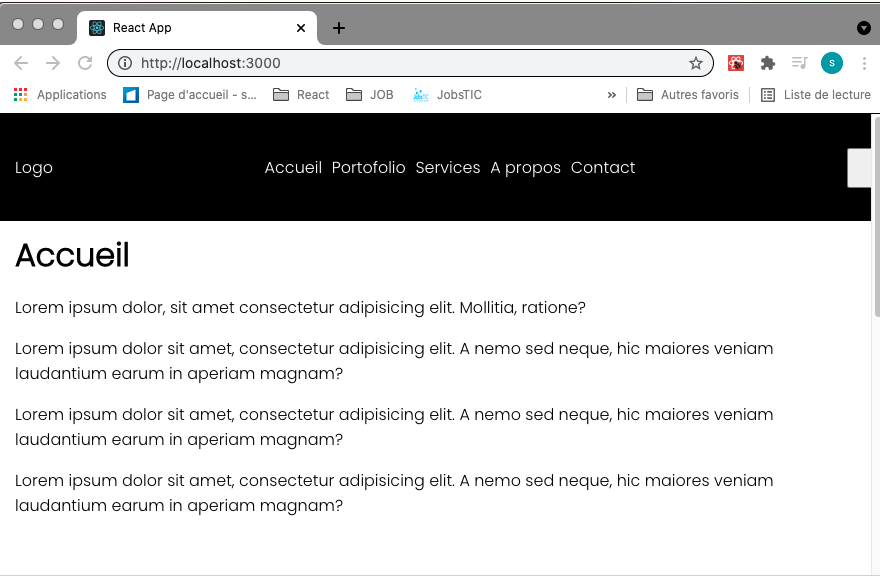 React App
http://localhost:3000
S
Applications Page d'accueil - s... React JOB JobsTIC » Autres favoris Liste de lecture
Logo Accueil Portofolio Services A propos Contact
Accueil
Lorem ipsum dolor, sit amet consectetur adipisicing elit. Mollitia, ratione?
Lorem ipsum dolor sit amet, consectetur adipisicing elit. A nemo sed neque, hic maiores veniam
laudantium earum in aperiam magnam?
Lorem ipsum dolor sit amet, consectetur adipisicing elit. A nemo sed neque, hic maiores veniam
laudantium earum in aperiam magnam?
Lorem ipsum dolor sit amet, consectetur adipisicing elit. A nemo sed neque, hic maiores veniam
laudantium earum in aperiam magnam?